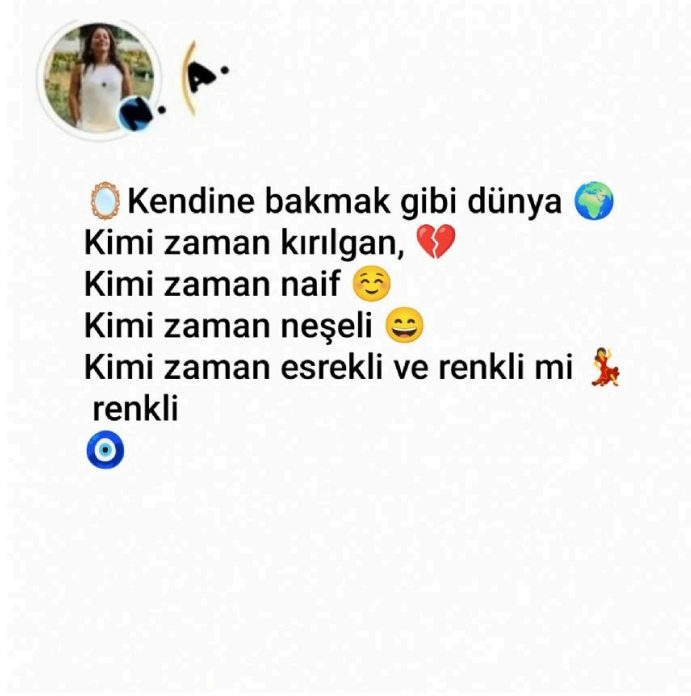 N. A.
🪞Kendine bakmak gibi dünya 🌍
Kimi zaman kırılgan, 💔
Kimi zaman naif ☺️
Kimi zaman neşeli 😄
Kimi zaman esrekli ve renkli mi 💃
renkli
🧿